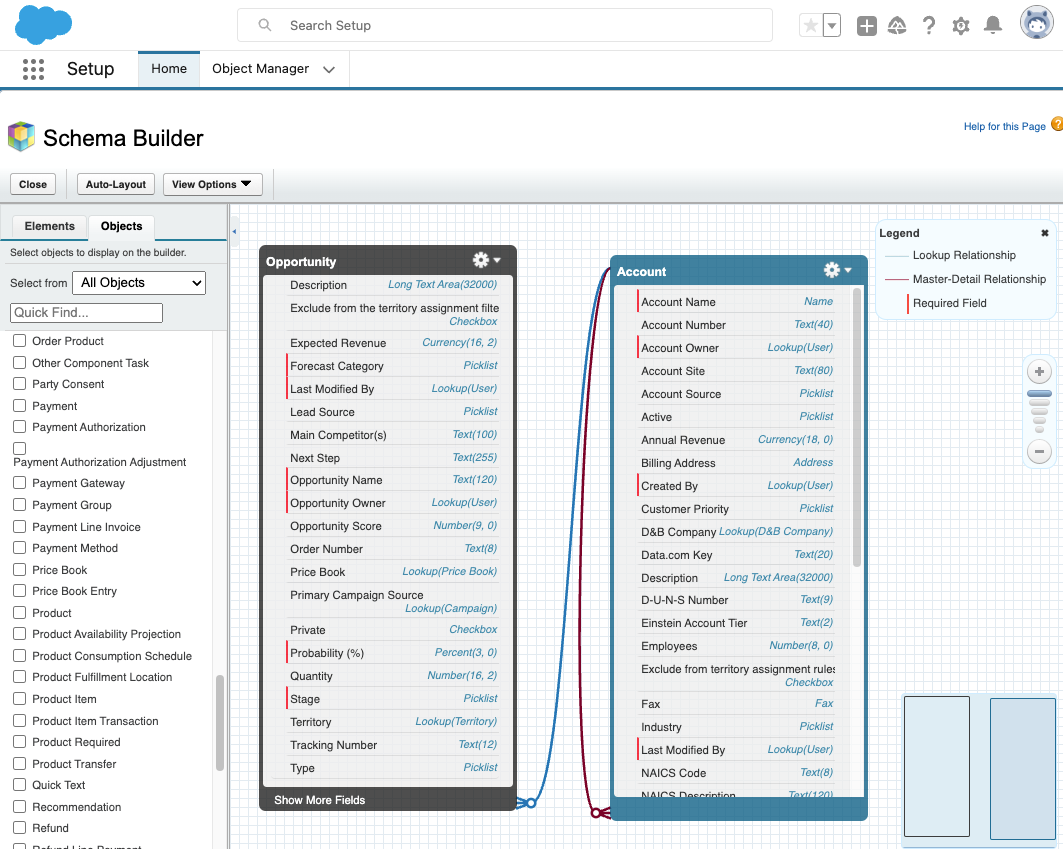 Search Setup
Setup
Home
Object Manager
Schema Builder
Help for this Page
Close
Auto-Layout
View Options
Elements
Objects
Select objects to display on the builder.
Select from
All Objects
Quick Find...
Order Product
Other Component Task
Party Consent
Payment
Payment Authorization
Payment Authorization Adjustment
Payment Gateway
Payment Group
Payment Line Invoice
Payment Method
Price Book
Price Book Entry
Product
Product Availability Projection
Product Consumption Schedule
Product Fulfillment Location
Product Item
Product Item Transaction
Product Required
Product Transfer
Quick Text
Recommendation
Refund
Refund Line Payment
Opportunity
Description Long Text Area(32000)
Exclude from the territory assignment filte
Checkbox
Expected Revenue Currency(16, 2)
Forecast Category Picklist
Last Modified By Lookup(User)
Lead Source Picklist
Main Competitor(s) Text(100)
Next Step Text(255)
Opportunity Name Text(120)
Opportunity Owner Lookup(User)
Opportunity Score Number(9, 0)
Order Number Text(8)
Price Book Lookup(Price Book)
Primary Campaign Source
Lookup(Campaign)
Private Checkbox
Probability (%) Percent(3, 0)
Quantity Number(16, 2)
Stage Picklist
Territory Lookup(Territory)
Tracking Number Text(12)
Type Picklist
Show More Fields
Account
Account Name Name
Account Number Text(40)
Account Owner Lookup(User)
Account Site Text(80)
Account Source Picklist
Active Picklist
Annual Revenue Currency(18, 0)
Billing Address Address
Created By Lookup(User)
Customer Priority Picklist
D&B Company Lookup(D&B Company)
Data.com Key Text(20)
Description Long Text Area(32000)
D-U-N-S Number Text(9)
Einstein Account Tier Text(2)
Employees Number(8, 0)
Exclude from territory assignment rules
Checkbox
Fax Fax
Industry Picklist
Last Modified By Lookup(User)
NAICS Code Text(8)
NAICS Description Text(120)
Legend
Lookup Relationship
Master-Detail Relationship
Required Field